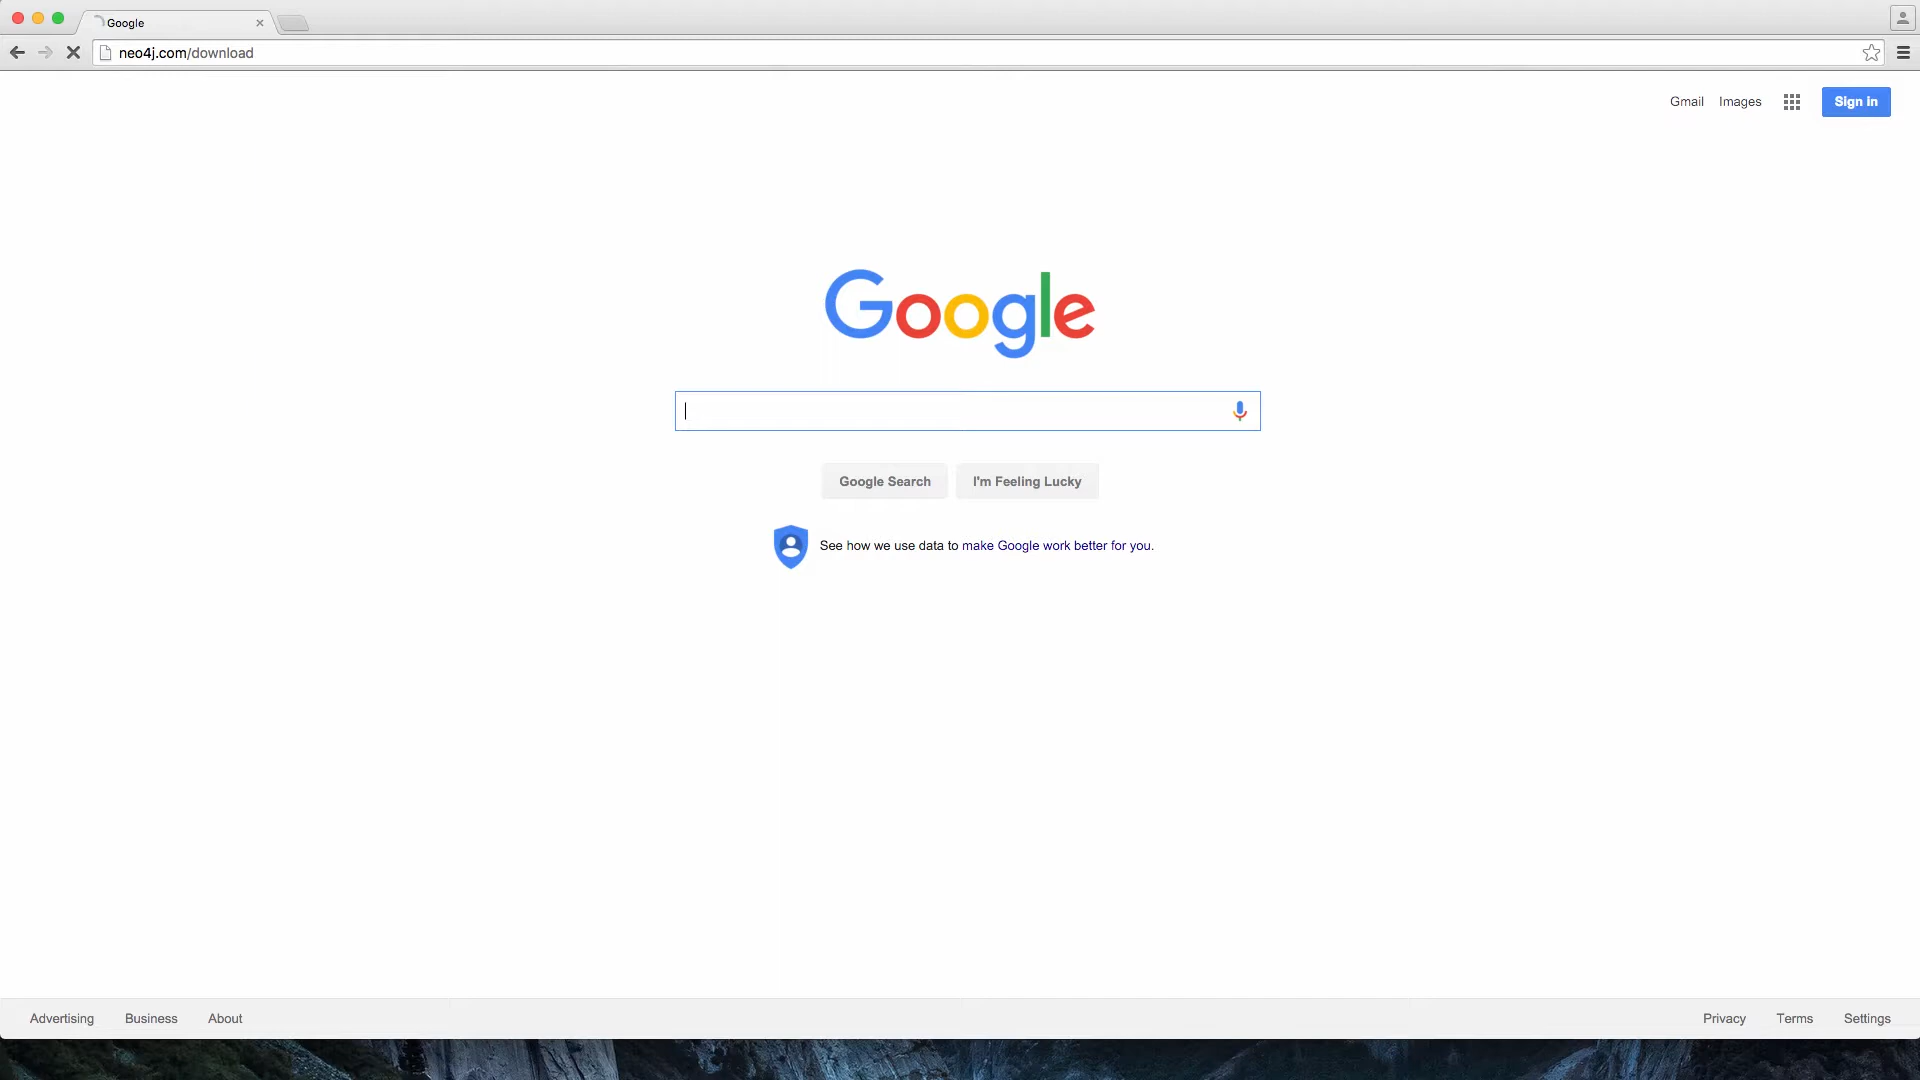 Google
neo4j.com/download
Gmail Images Sign in
Google
Google Search I'm Feeling Lucky
See how we use data to make Google work better for you.
Advertising Business About Privacy Terms Settings